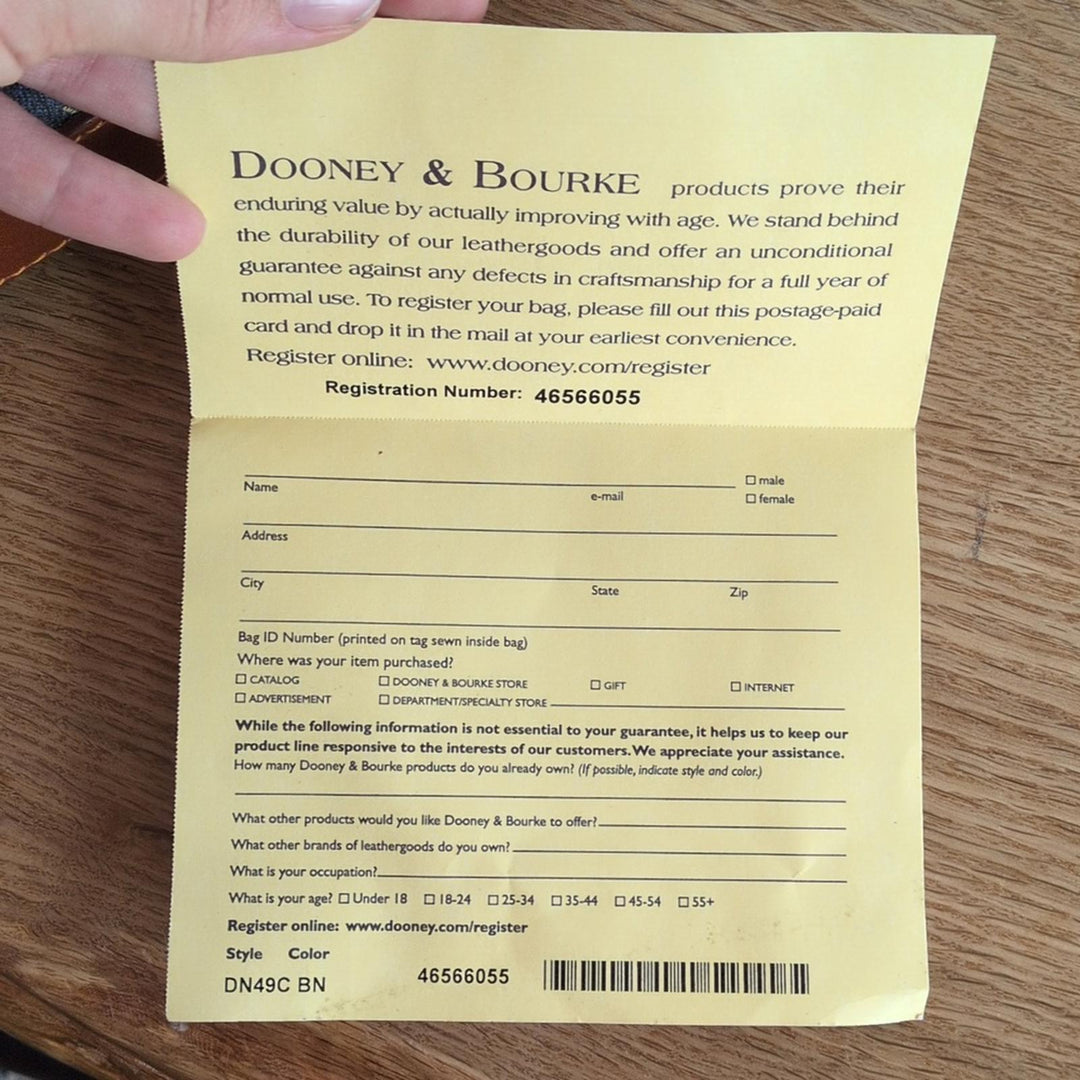 DOONEY & BOURKE products prove their
enduring value by actually improving with age. We stand behind
the durability of our leathergoods and offer an unconditional
guarantee against any defects in craftsmanship for a full year of
normal use. To register your bag, please fill out this postage-paid
card and drop it in the mail at your earliest convenience.
Register online: www.dooney.com/register
Registration Number: 46566055
Name e-mail □ male
□ female
Address
City State Zip
Bag ID Number (printed on tag sewn inside bag)
Where was your item purchased?
□ CATALOG □ DOONEY & BOURKE STORE □ GIFT □ INTERNET
□ ADVERTISEMENT □ DEPARTMENT/SPECIALTY STORE
While the following information is not essential to your guarantee, it helps us to keep our
product line responsive to the interests of our customers. We appreciate your assistance.
How many Dooney & Bourke products do you already own? (If possible, indicate style and color.)
What other products would you like Dooney & Bourke to offer?
What other brands of leathergoods do you own?
What is your occupation?
What is your age? □ Under 18 □ 18-24 □ 25-34 □ 35-44 □ 45-54 □ 55+
Register online: www.dooney.com/register
Style Color
DN49C BN 46566055